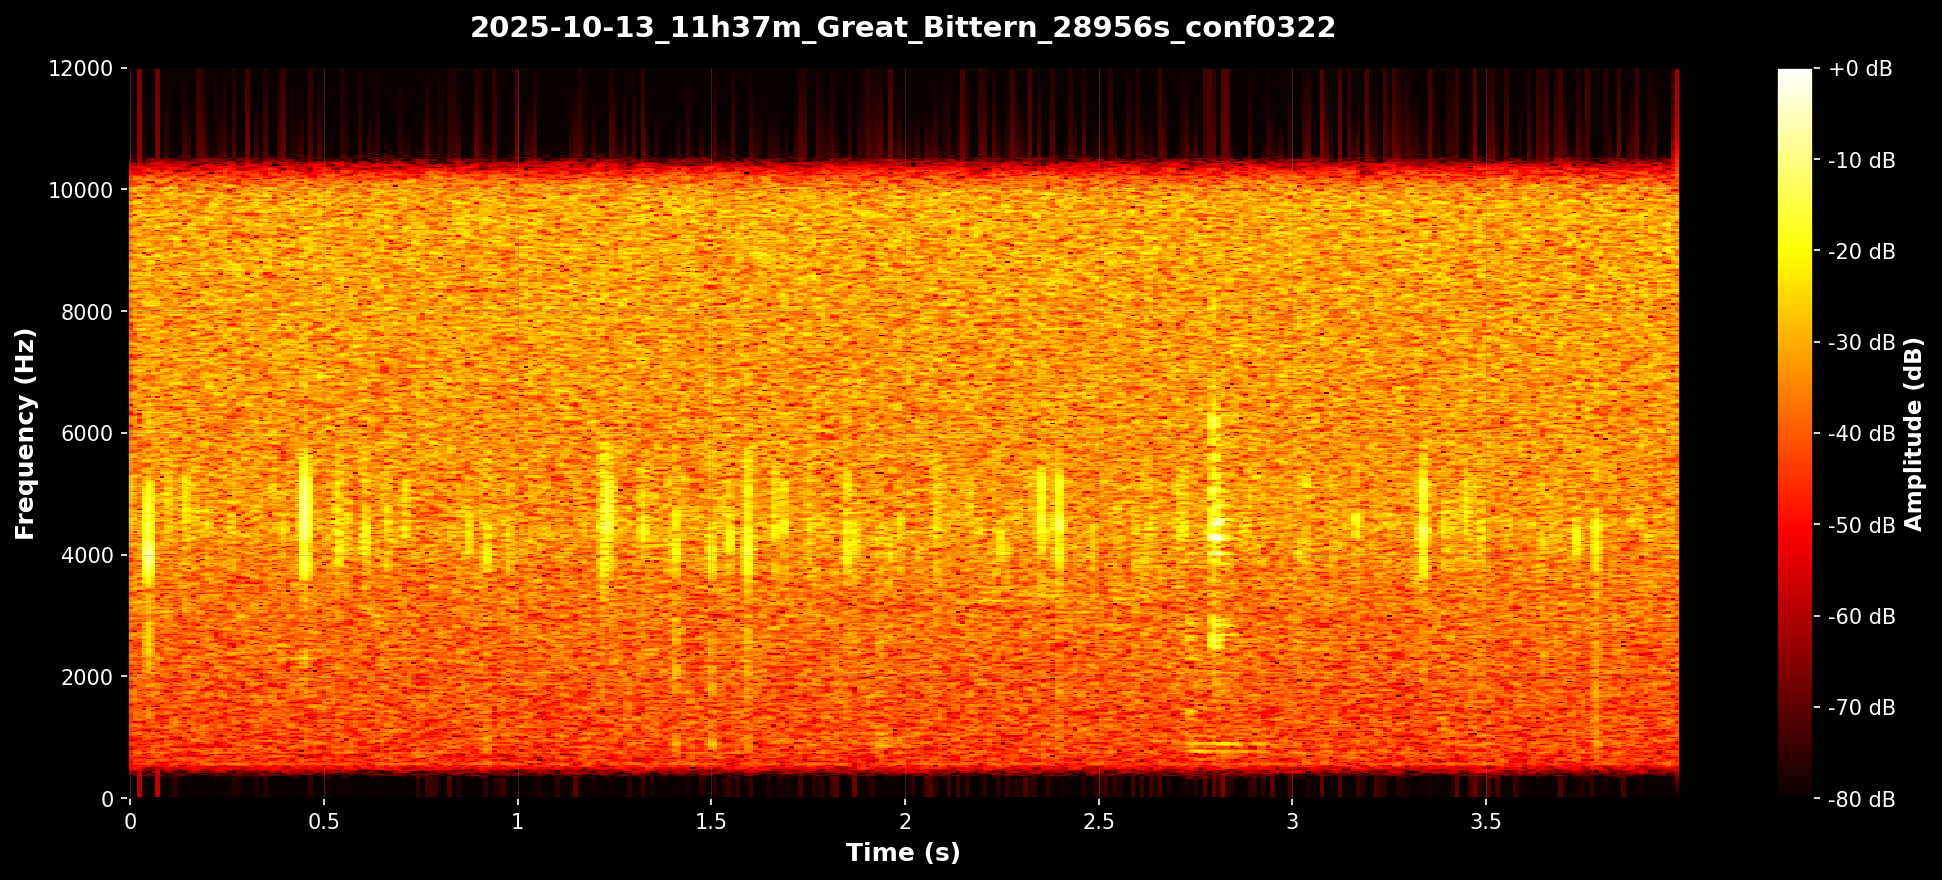 2025-10-13_11h37m_Great_Bittern_28956s_conf0322
12000
10000
8000
6000
4000
2000
0
Frequency (Hz)
0
0.5
1
1.5
2
2.5
3
3.5
Time (s)
+0 dB
-10 dB
-20 dB
-30 dB
-40 dB
-50 dB
-60 dB
-70 dB
-80 dB
Amplitude (dB)